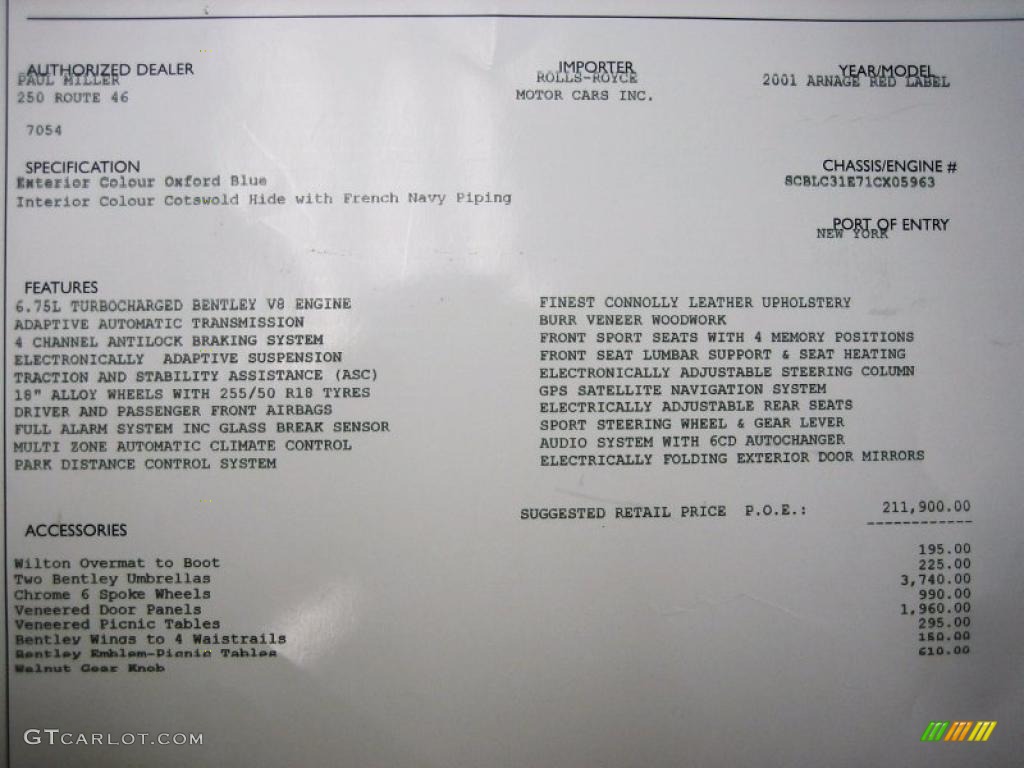 AUTHORIZED DEALER
PAUL MILLER
250 ROUTE 46
7054
IMPORTER
ROLLS-ROYCE
MOTOR CARS INC.
YEAR/MODEL
2001 ARNAGE RED LABEL
SPECIFICATION
Exterior Colour Oxford Blue
Interior Colour Cotswold Hide with French Navy Piping
CHASSIS/ENGINE #
SCBLC31E71CX05963
PORT OF ENTRY
NEW YORK
FEATURES
6.75L TURBOCHARGED BENTLEY V8 ENGINE
ADAPTIVE AUTOMATIC TRANSMISSION
4 CHANNEL ANTILOCK BRAKING SYSTEM
ELECTRONICALLY ADAPTIVE SUSPENSION
TRACTION AND STABILITY ASSISTANCE (ASC)
18" ALLOY WHEELS WITH 255/50 R18 TYRES
DRIVER AND PASSENGER FRONT AIRBAGS
FULL ALARM SYSTEM INC GLASS BREAK SENSOR
MULTI ZONE AUTOMATIC CLIMATE CONTROL
PARK DISTANCE CONTROL SYSTEM
FINEST CONNOLLY LEATHER UPHOLSTERY
BURR VENEER WOODWORK
FRONT SPORT SEATS WITH 4 MEMORY POSITIONS
FRONT SEAT LUMBAR SUPPORT & SEAT HEATING
ELECTRONICALLY ADJUSTABLE STEERING COLUMN
GPS SATELLITE NAVIGATION SYSTEM
ELECTRICALLY ADJUSTABLE REAR SEATS
SPORT STEERING WHEEL & GEAR LEVER
AUDIO SYSTEM WITH 6CD AUTOCHANGER
ELECTRICALLY FOLDING EXTERIOR DOOR MIRRORS
SUGGESTED RETAIL PRICE P.O.E.: 211,900.00
------------
ACCESSORIES
Wilton Overmat to Boot 195.00
Two Bentley Umbrellas 225.00
Chrome 6 Spoke Wheels 3,740.00
Veneered Door Panels 990.00
Veneered Picnic Tables 1,960.00
Bentley Wings to 4 Waistrails 295.00
Bentley Emblem-Picnic Tables 180.00
Walnut Gear Knob 610.00
GTCARLOT.COM